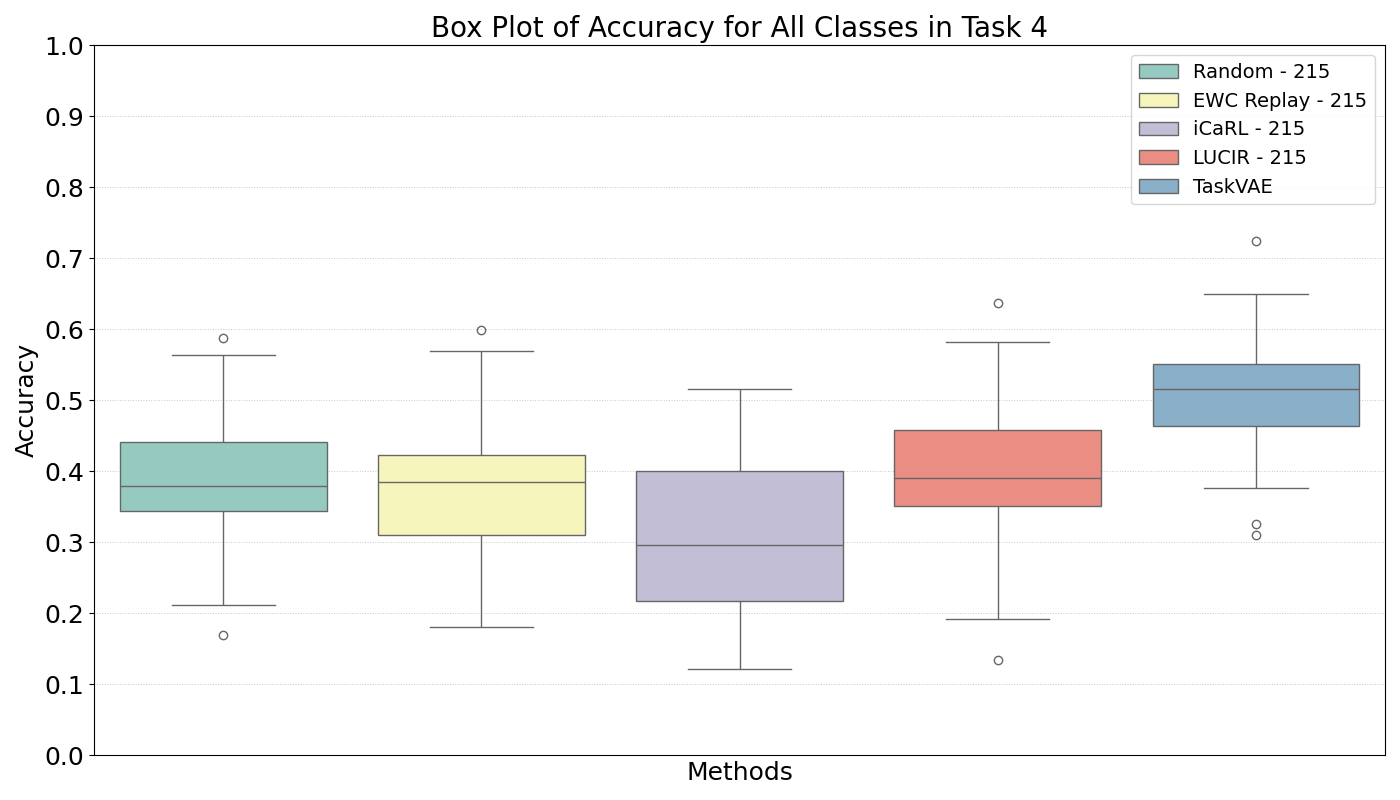 Box Plot of Accuracy for All Classes in Task 4
1.0
0.9
0.8
0.7
0.6
0.5
0.4
0.3
0.2
0.1
0.0
Accuracy
Methods
Random - 215
EWC Replay - 215
iCaRL - 215
LUCIR - 215
TaskVAE